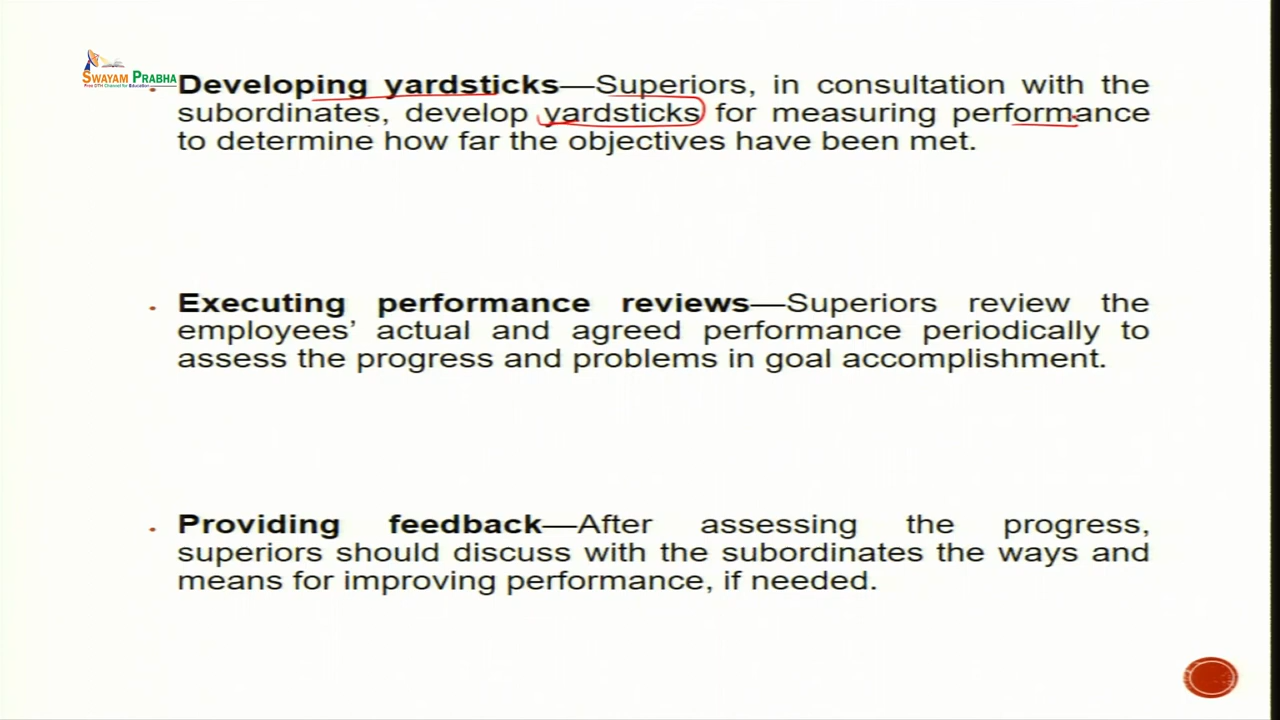 SWAYAM PRABHA
Free DTH Channel for Education
• Developing yardsticks—Superiors, in consultation with the
subordinates, develop yardsticks for measuring performance
to determine how far the objectives have been met.
• Executing performance reviews—Superiors review the
employees’ actual and agreed performance periodically to
assess the progress and problems in goal accomplishment.
• Providing feedback—After assessing the progress,
superiors should discuss with the subordinates the ways and
means for improving performance, if needed.